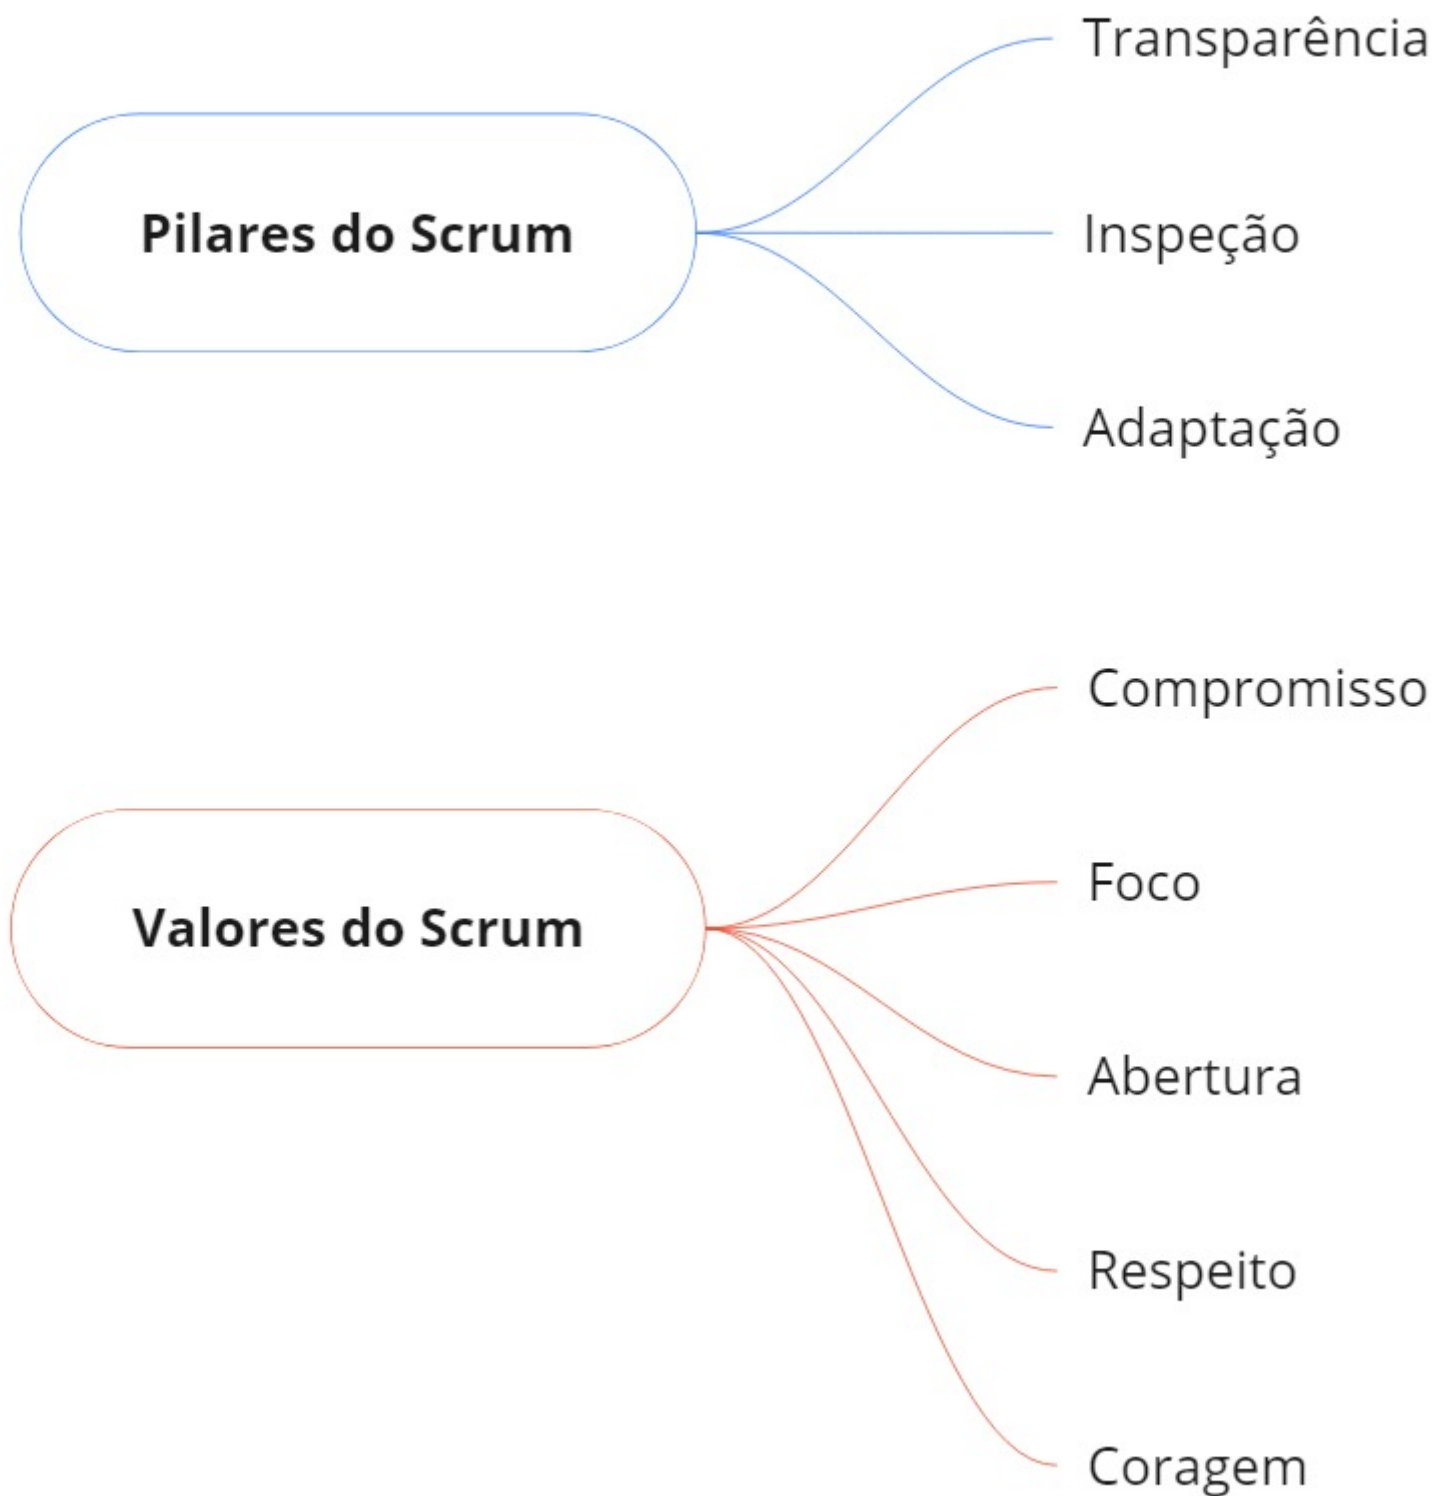 Pilares do Scrum
Transparência
Inspeção
Adaptação
Valores do Scrum
Compromisso
Foco
Abertura
Respeito
Coragem